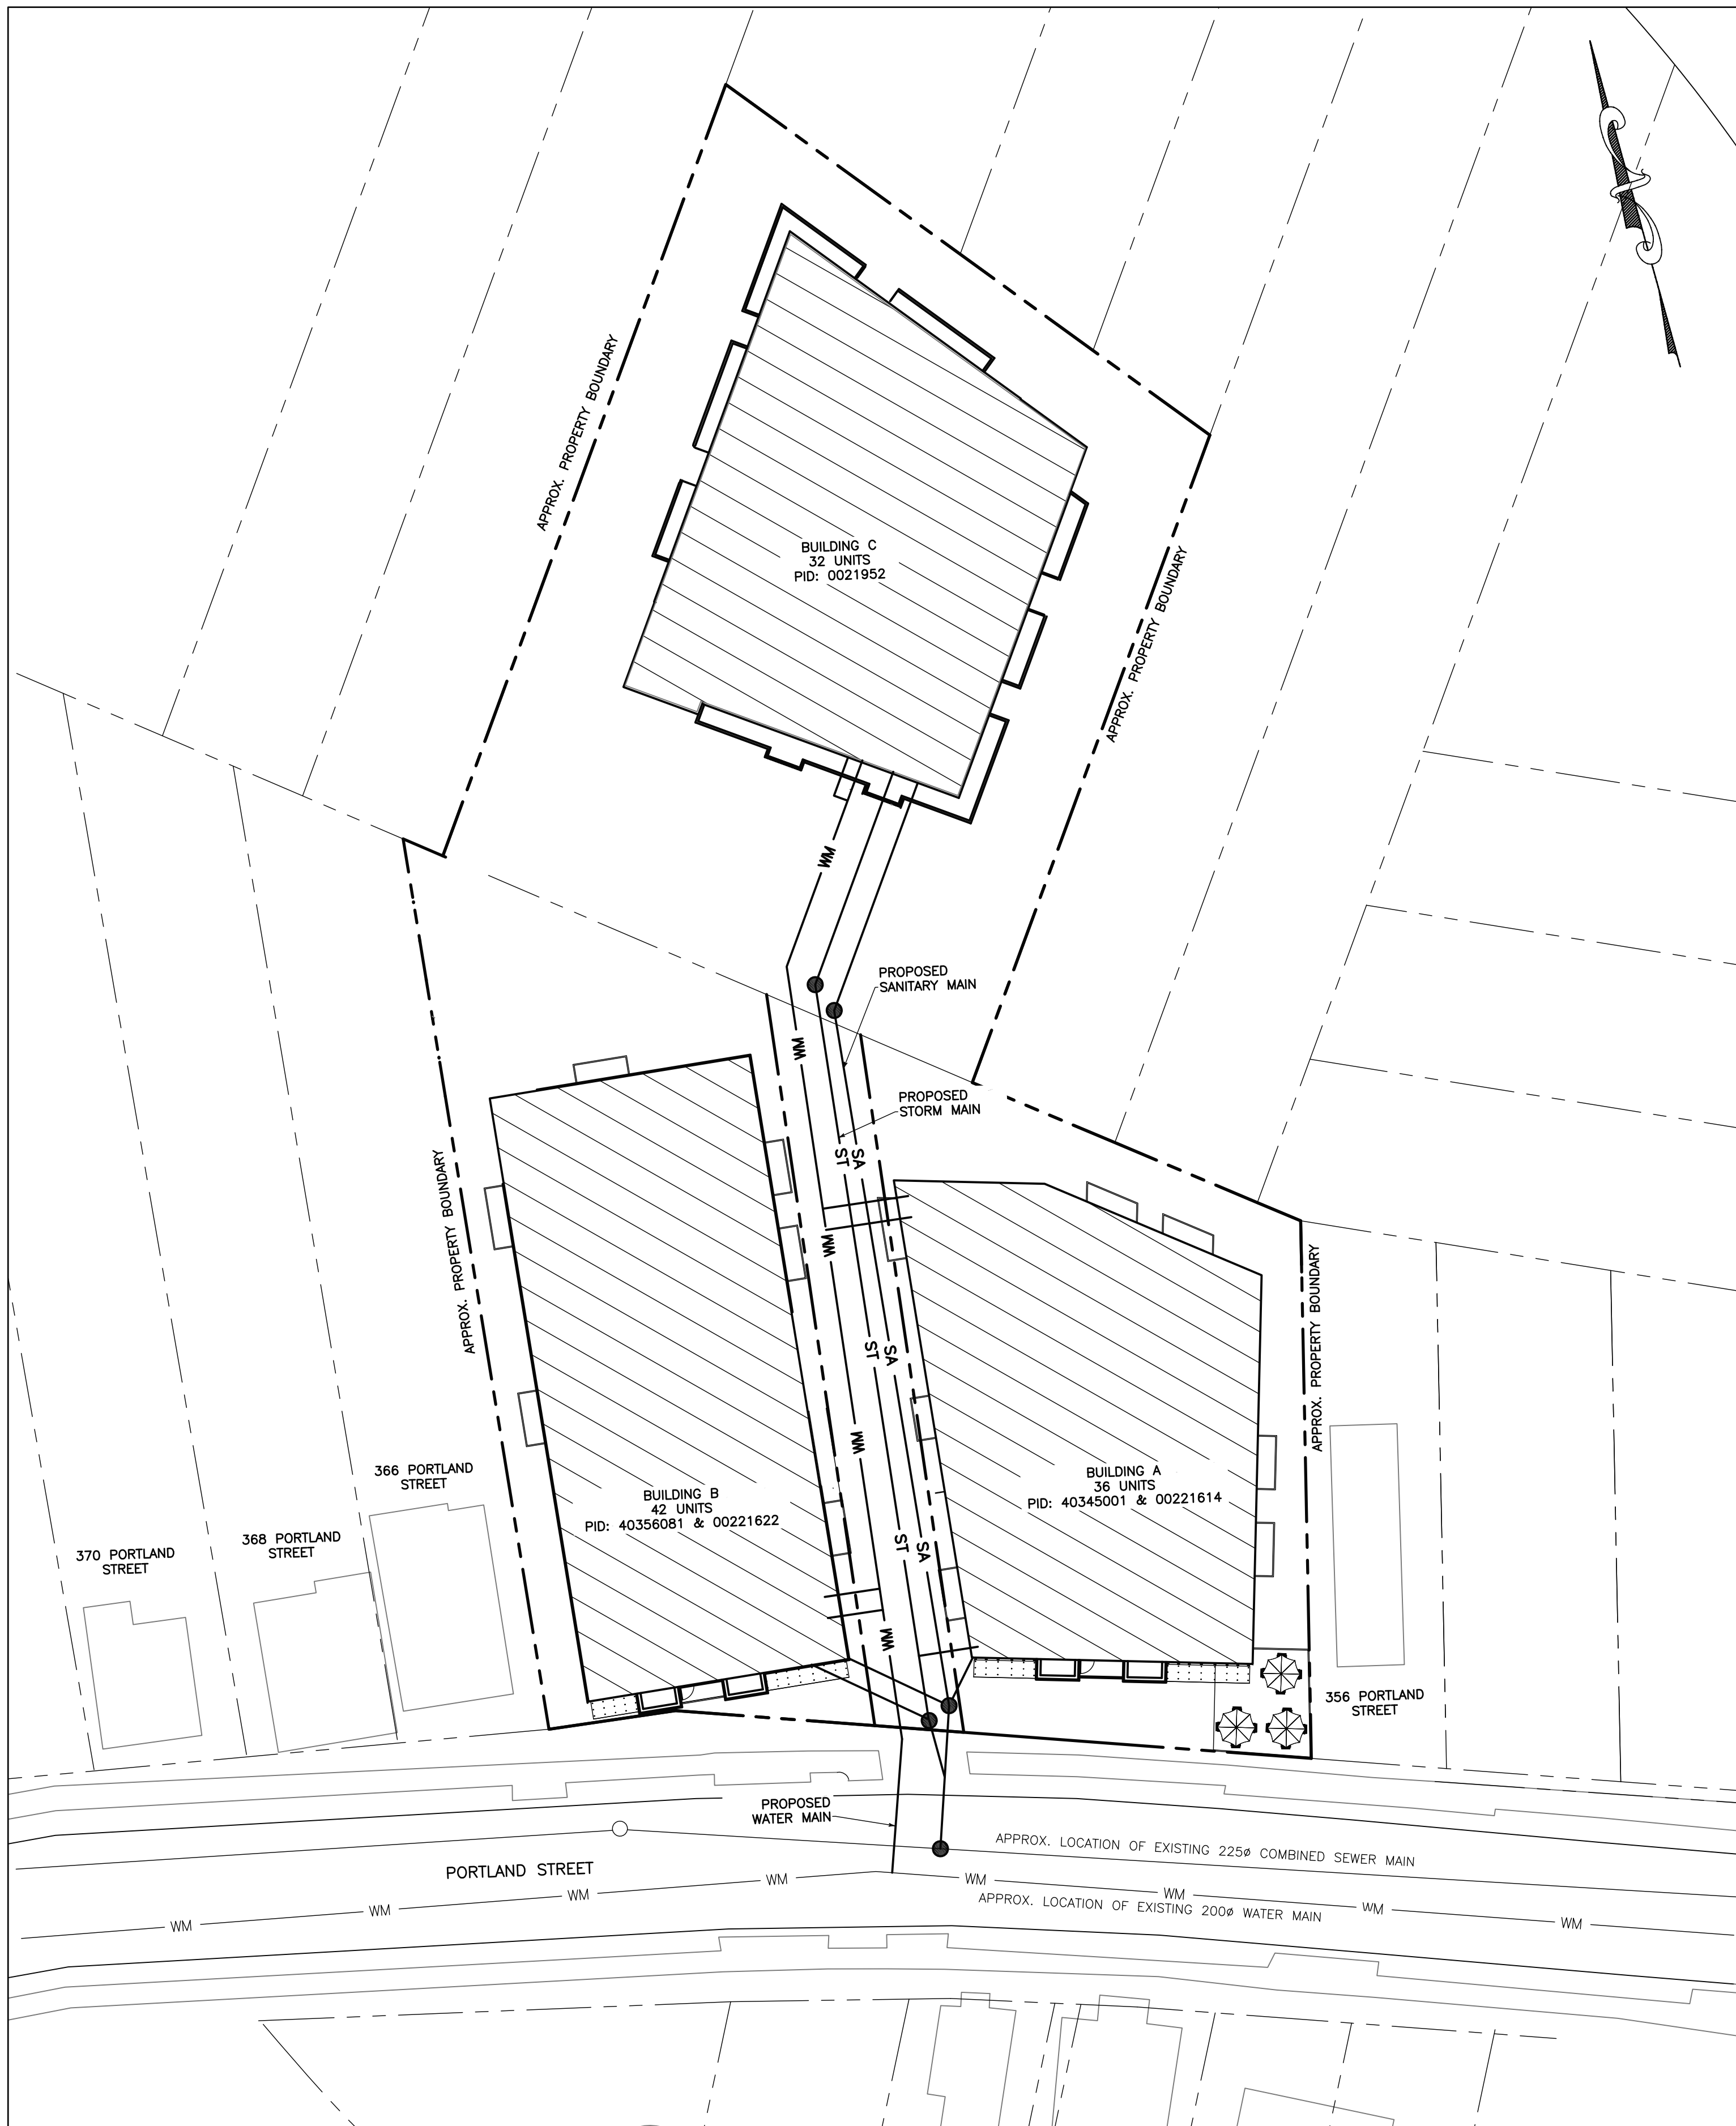 APPROX. PROPERTY BOUNDARY
BUILDING C
32 UNITS
PID: 0021952
APPROX. PROPERTY BOUNDARY
WM
PROPOSED
SANITARY MAIN
WM
PROPOSED
STORM MAIN
ST
SA
APPROX. PROPERTY BOUNDARY
WM
APPROX. PROPERTY BOUNDARY
ST
SA
WM
366 PORTLAND
STREET
BUILDING B
42 UNITS
PID: 40356081 & 00221622
BUILDING A
36 UNITS
PID: 40345001 & 00221614
370 PORTLAND
STREET
368 PORTLAND
STREET
ST
SA
WM
356 PORTLAND
STREET
PROPOSED
WATER MAIN
APPROX. LOCATION OF EXISTING 225ø COMBINED SEWER MAIN
PORTLAND STREET
WM
WM
WM
WM
WM
WM
WM
WM
APPROX. LOCATION OF EXISTING 200ø WATER MAIN